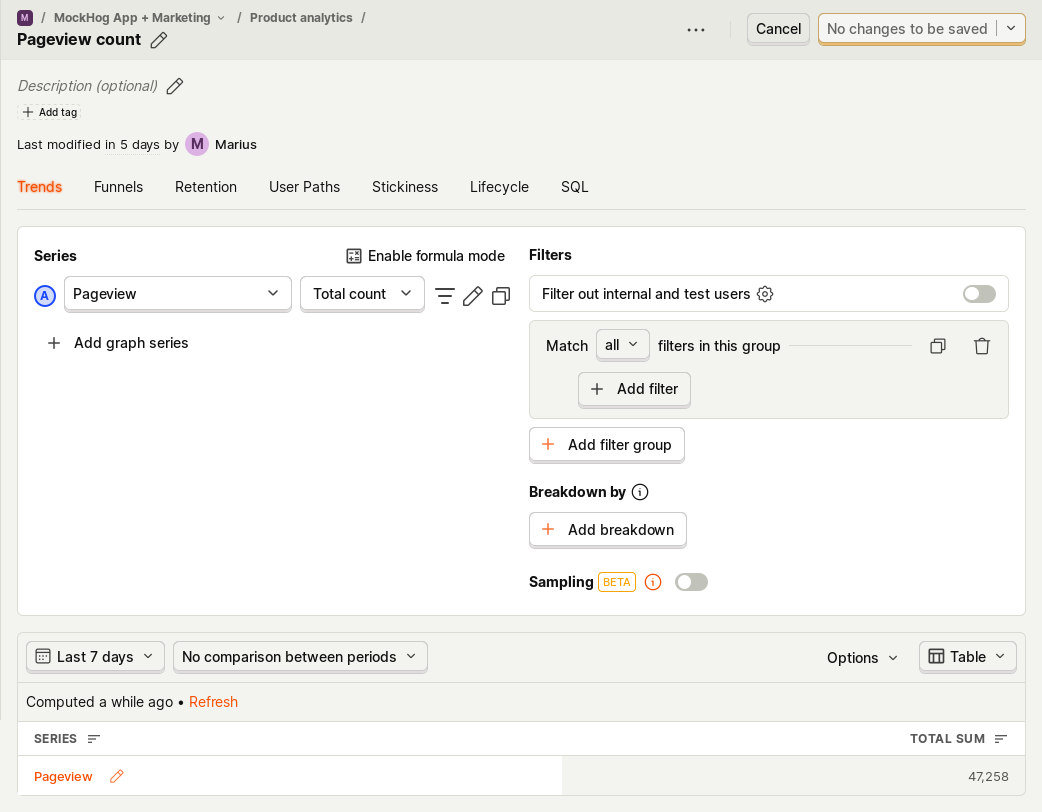 M / MockHog App + Marketing / Product analytics /
Pageview count
Cancel
No changes to be saved
Description (optional)
Add tag
Last modified in 5 days by M Marius
Trends Funnels Retention User Paths Stickiness Lifecycle SQL
Series
Enable formula mode
A Pageview Total count
Add graph series
Filters
Filter out internal and test users
Match all filters in this group
Add filter
Add filter group
Breakdown by
Add breakdown
Sampling BETA
Last 7 days No comparison between periods Options Table
Computed a while ago • Refresh
SERIES TOTAL SUM
Pageview 47,258